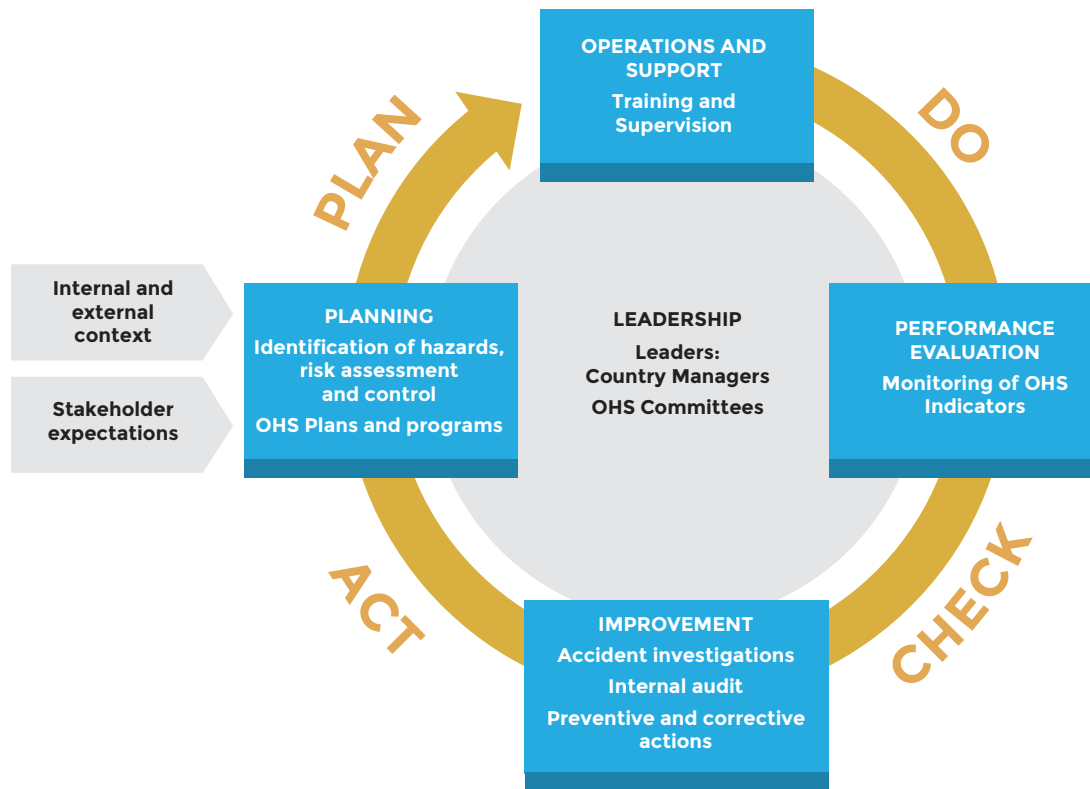 OPERATIONS AND
SUPPORT
Training and
Supervision
PLAN
DO
Internal and
external
context
Stakeholder
expectations
PLANNING
Identification of hazards,
risk assessment
and control
OHS Plans and programs
LEADERSHIP
Leaders:
Country Managers
OHS Committees
PERFORMANCE
EVALUATION
Monitoring of OHS
Indicators
ACT
CHECK
IMPROVEMENT
Accident investigations
Internal audit
Preventive and corrective
actions